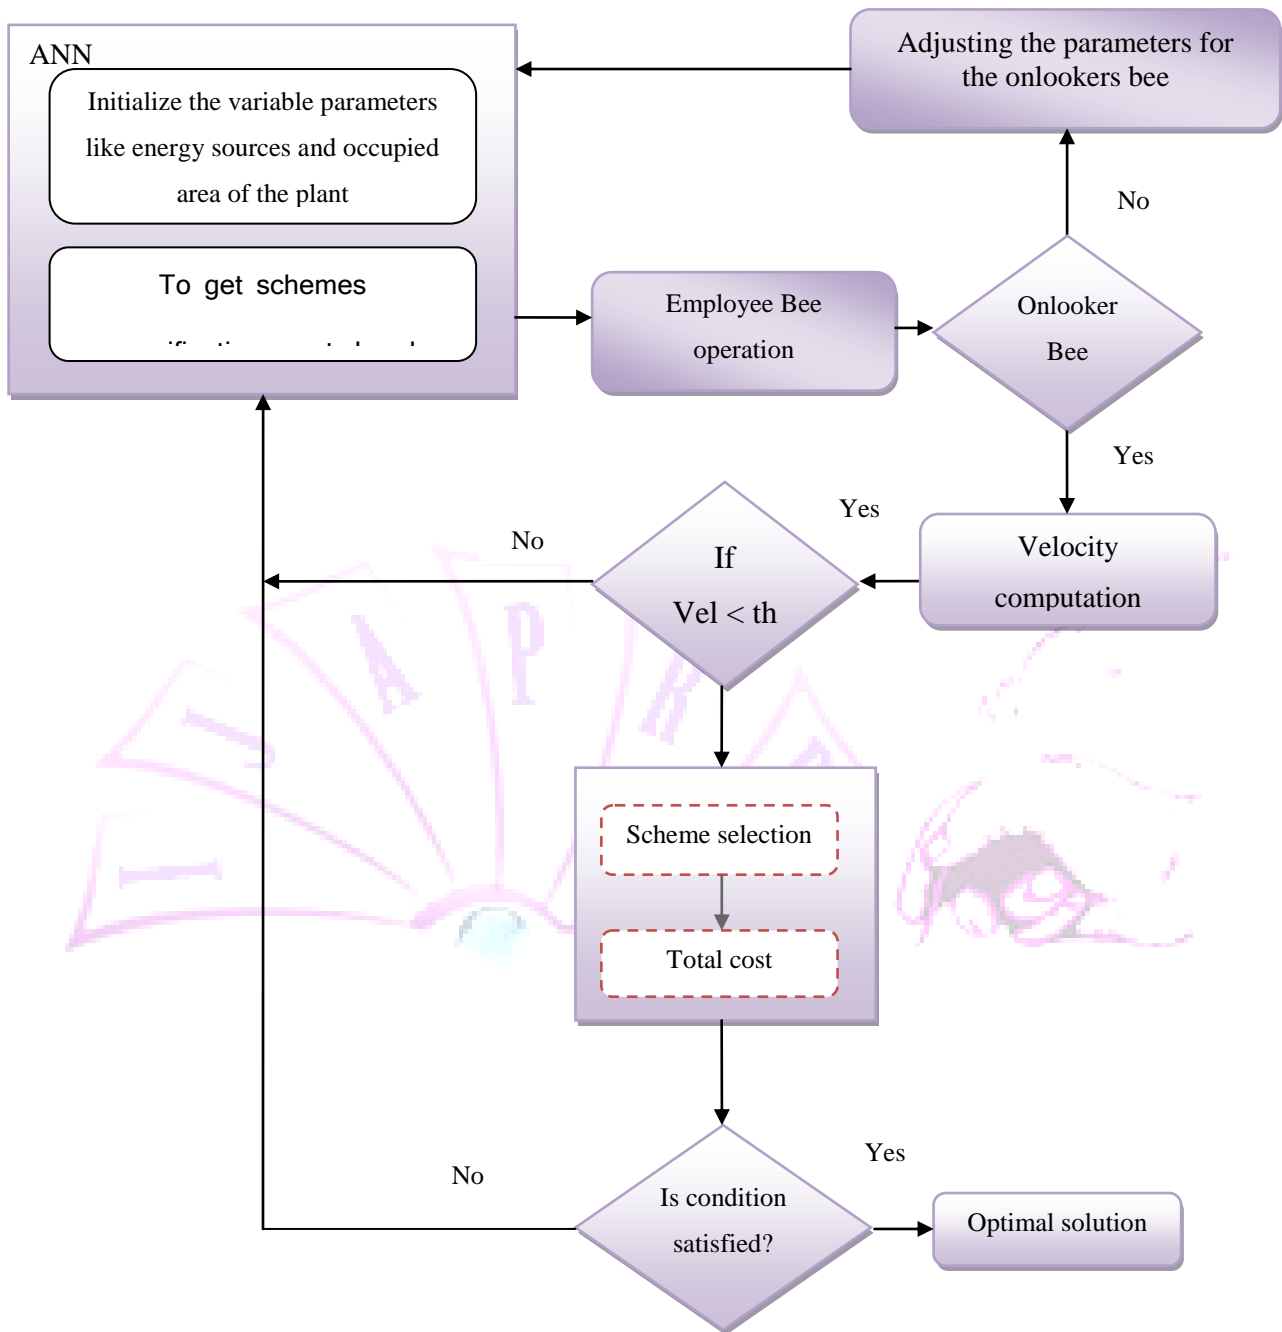 ANN
Initialize the variable parameters
like energy sources and occupied
area of the plant
To get schemes
Adjusting the parameters for
the onlookers bee
No
Employee Bee
operation
Onlooker
Bee
Yes
Velocity
computation
Yes
If
Vel < th
No
Scheme selection
Total cost
Is condition
satisfied?
No
Yes
Optimal solution
I
J
A
P
R